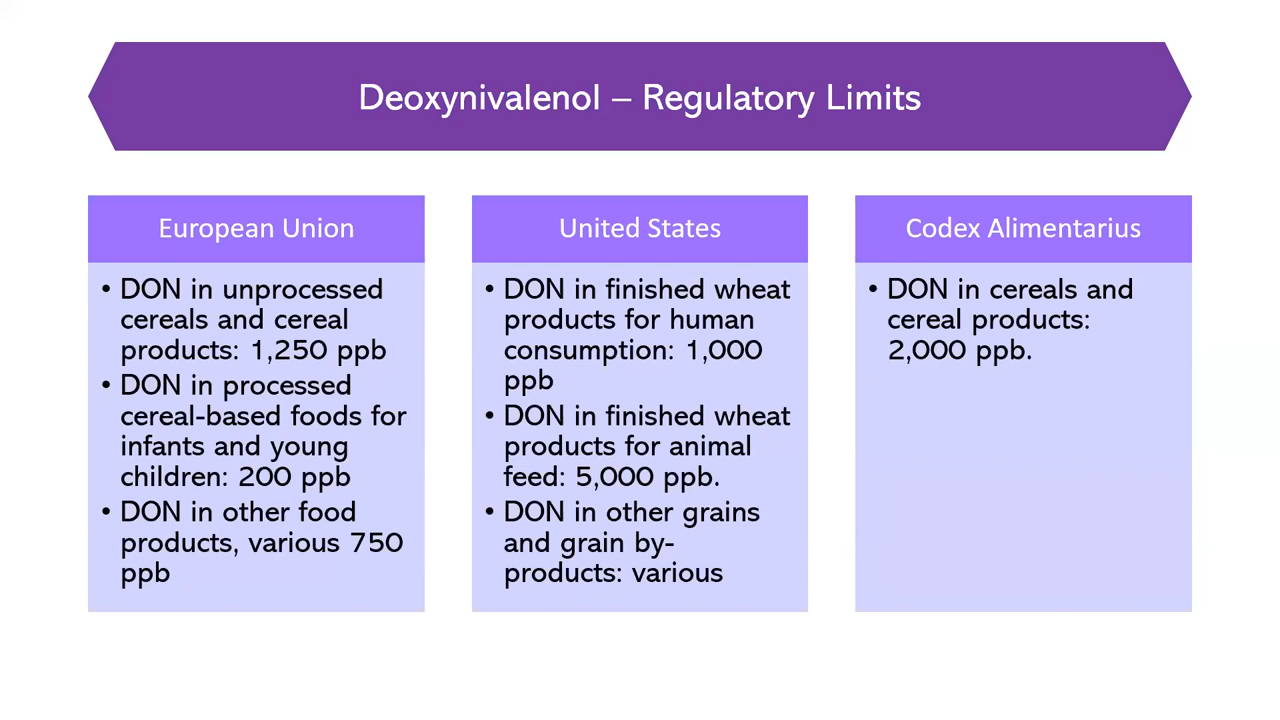 Deoxynivalenol – Regulatory Limits
European Union
• DON in unprocessed
cereals and cereal
products: 1,250 ppb
• DON in processed
cereal-based foods for
infants and young
children: 200 ppb
• DON in other food
products, various 750
ppb
United States
• DON in finished wheat
products for human
consumption: 1,000
ppb
• DON in finished wheat
products for animal
feed: 5,000 ppb.
• DON in other grains
and grain by-
products: various
Codex Alimentarius
• DON in cereals and
cereal products:
2,000 ppb.